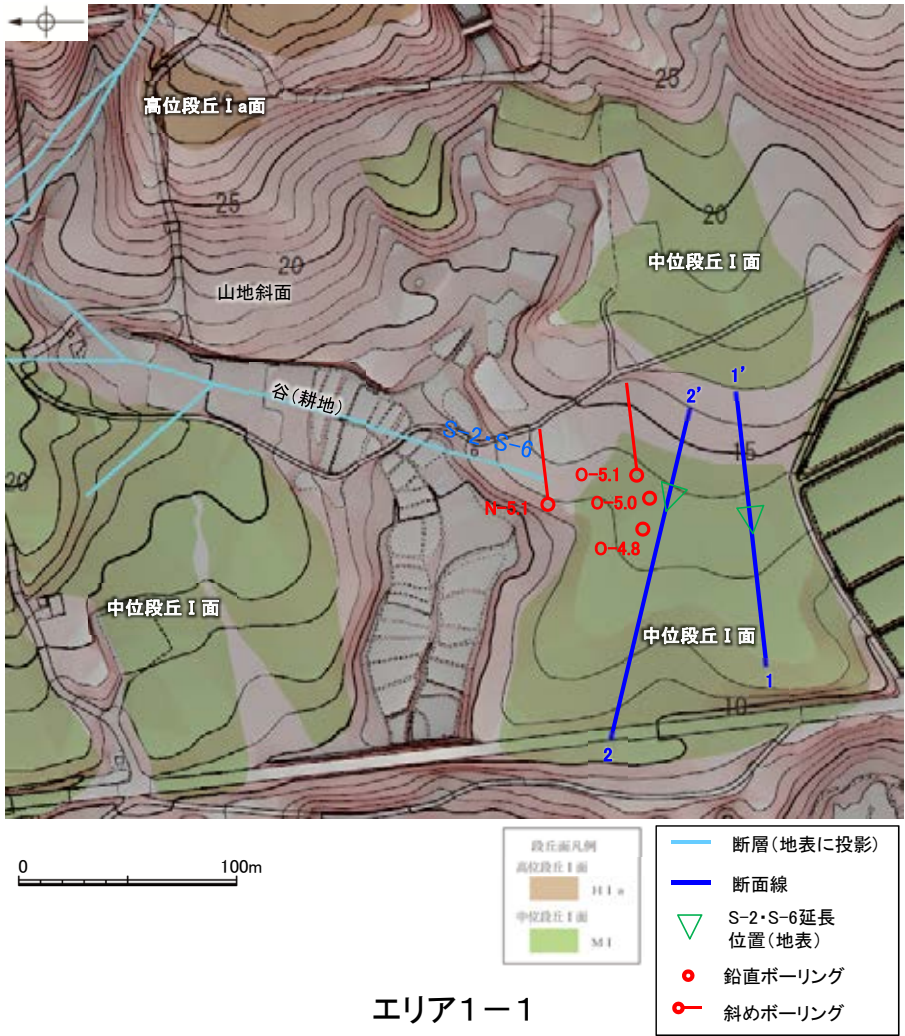 高位段丘Ⅰa面
25
25
20
20
中位段丘Ⅰ面
山地斜面
谷(耕地)
S-2・S-6
2'
1'
15
O-5.1
O-5.0
O-4.8
20
中位段丘Ⅰ面
中位段丘Ⅰ面
1
10
2
0 100m
段丘面凡例
高位段丘Ⅰ面
HⅠa
中位段丘Ⅰ面
MⅠ
断層(地表に投影)
断面線
S-2・S-6延長
位置(地表)
鉛直ボーリング
斜めボーリング
エリア1-1